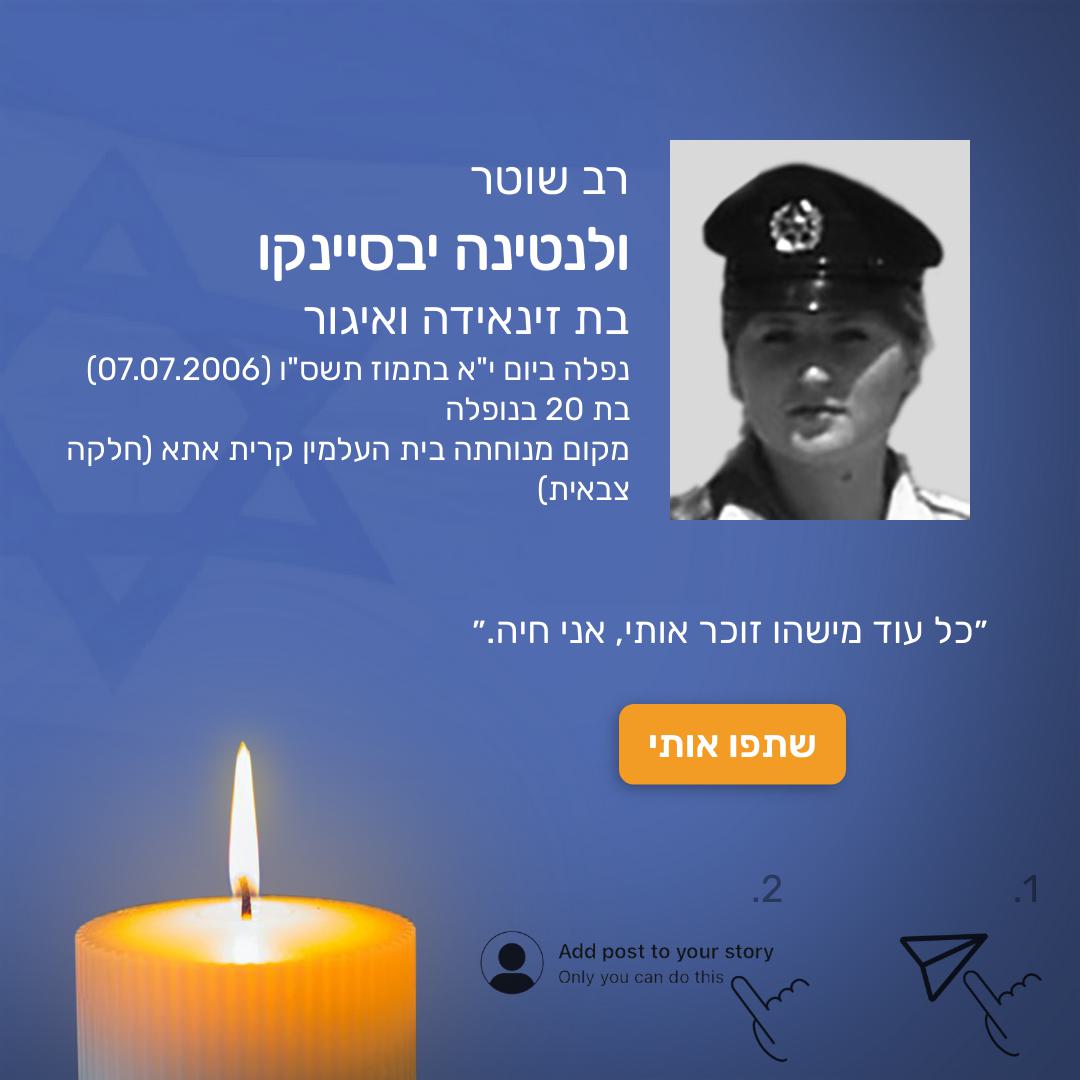 רב שוטר
ולנטינה יבסיינקו
בת זינאידה ואיגור
נפלה ביום י"א בתמוז תשס"ו (07.07.2006)
בת 20 בנופלה
מקום מנוחתה בית העלמין קרית אתא (חלקה
צבאית)
״כל עוד מישהו זוכר אותי, אני חיה.״
שתפו אותי
1.
2.
Add post to your story
Only you can do this